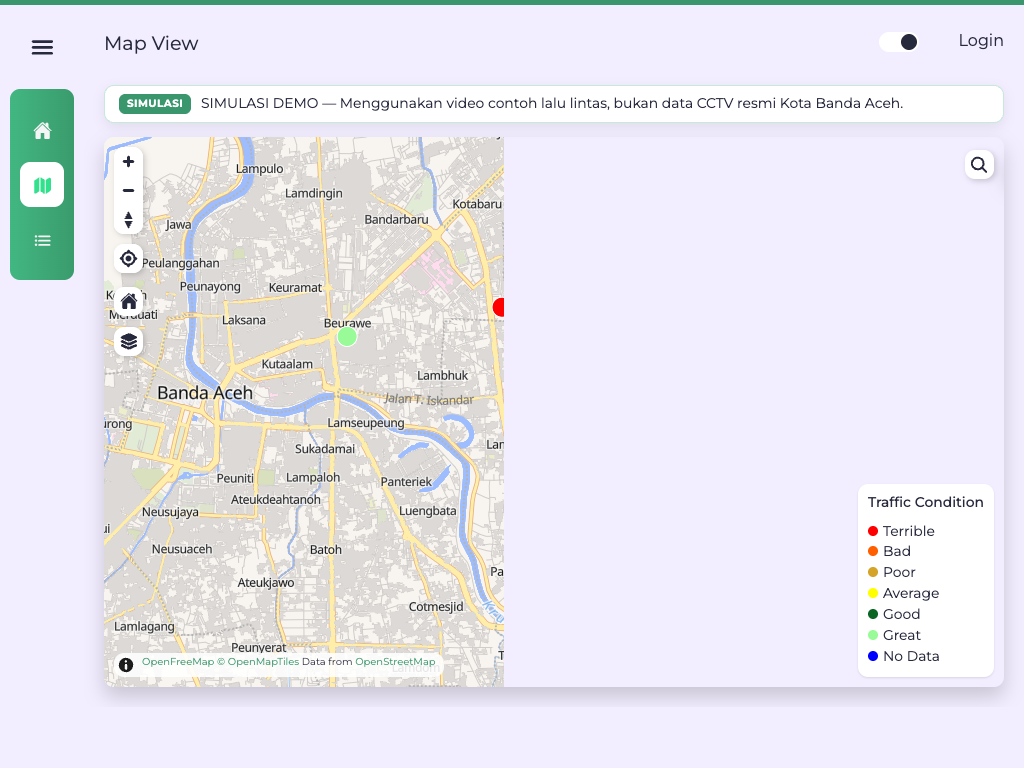 Map View
Login
SIMULASI
SIMULASI DEMO — Menggunakan video contoh lalu lintas, bukan data CCTV resmi Kota Banda Aceh.
Lampulo
Lamdingin
Kotabaru
Bandarbaru
Jawa
Peulanggahan
Peunayong
Keuramat
Merduati
Laksana
Beurawe
Kutaalam
Lambhuk
Banda Aceh
Jalan T. Iskandar
Lamseupeung
Sukadamai
Peuniti
Lampaloh
Panteriek
Ateukdeahtanoh
Neusujaya
Luengbata
Neusuaceh
Batoh
Ateukjawo
Cotmesjid
Lamlagang
Peunyerat
OpenFreeMap © OpenMapTiles Data from OpenStreetMap
Traffic Condition
Terrible
Bad
Poor
Average
Good
Great
No Data